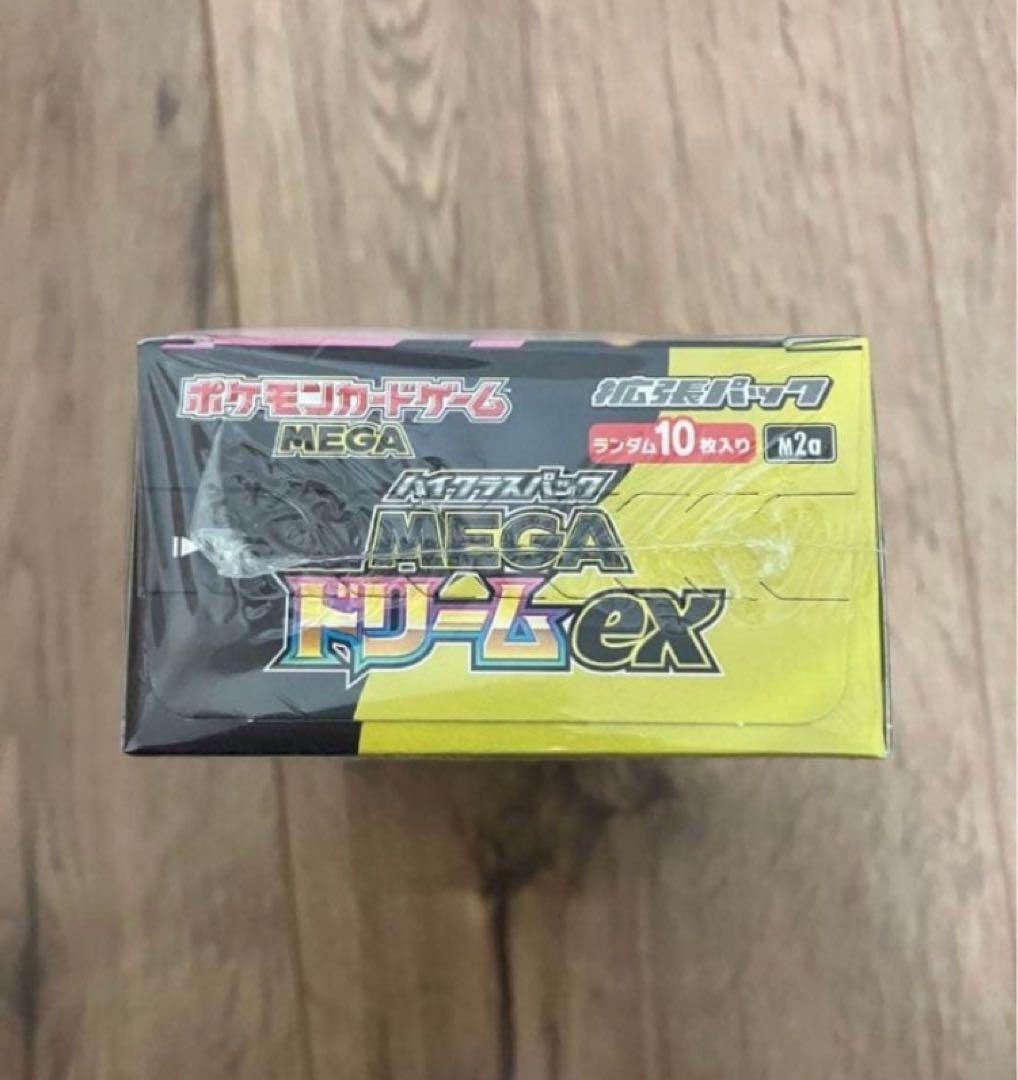 ポケモンカードゲーム
MEGA
拡張パック
ランダム10枚入り M2a
ハイクラスパック
MEGA
ドリームex